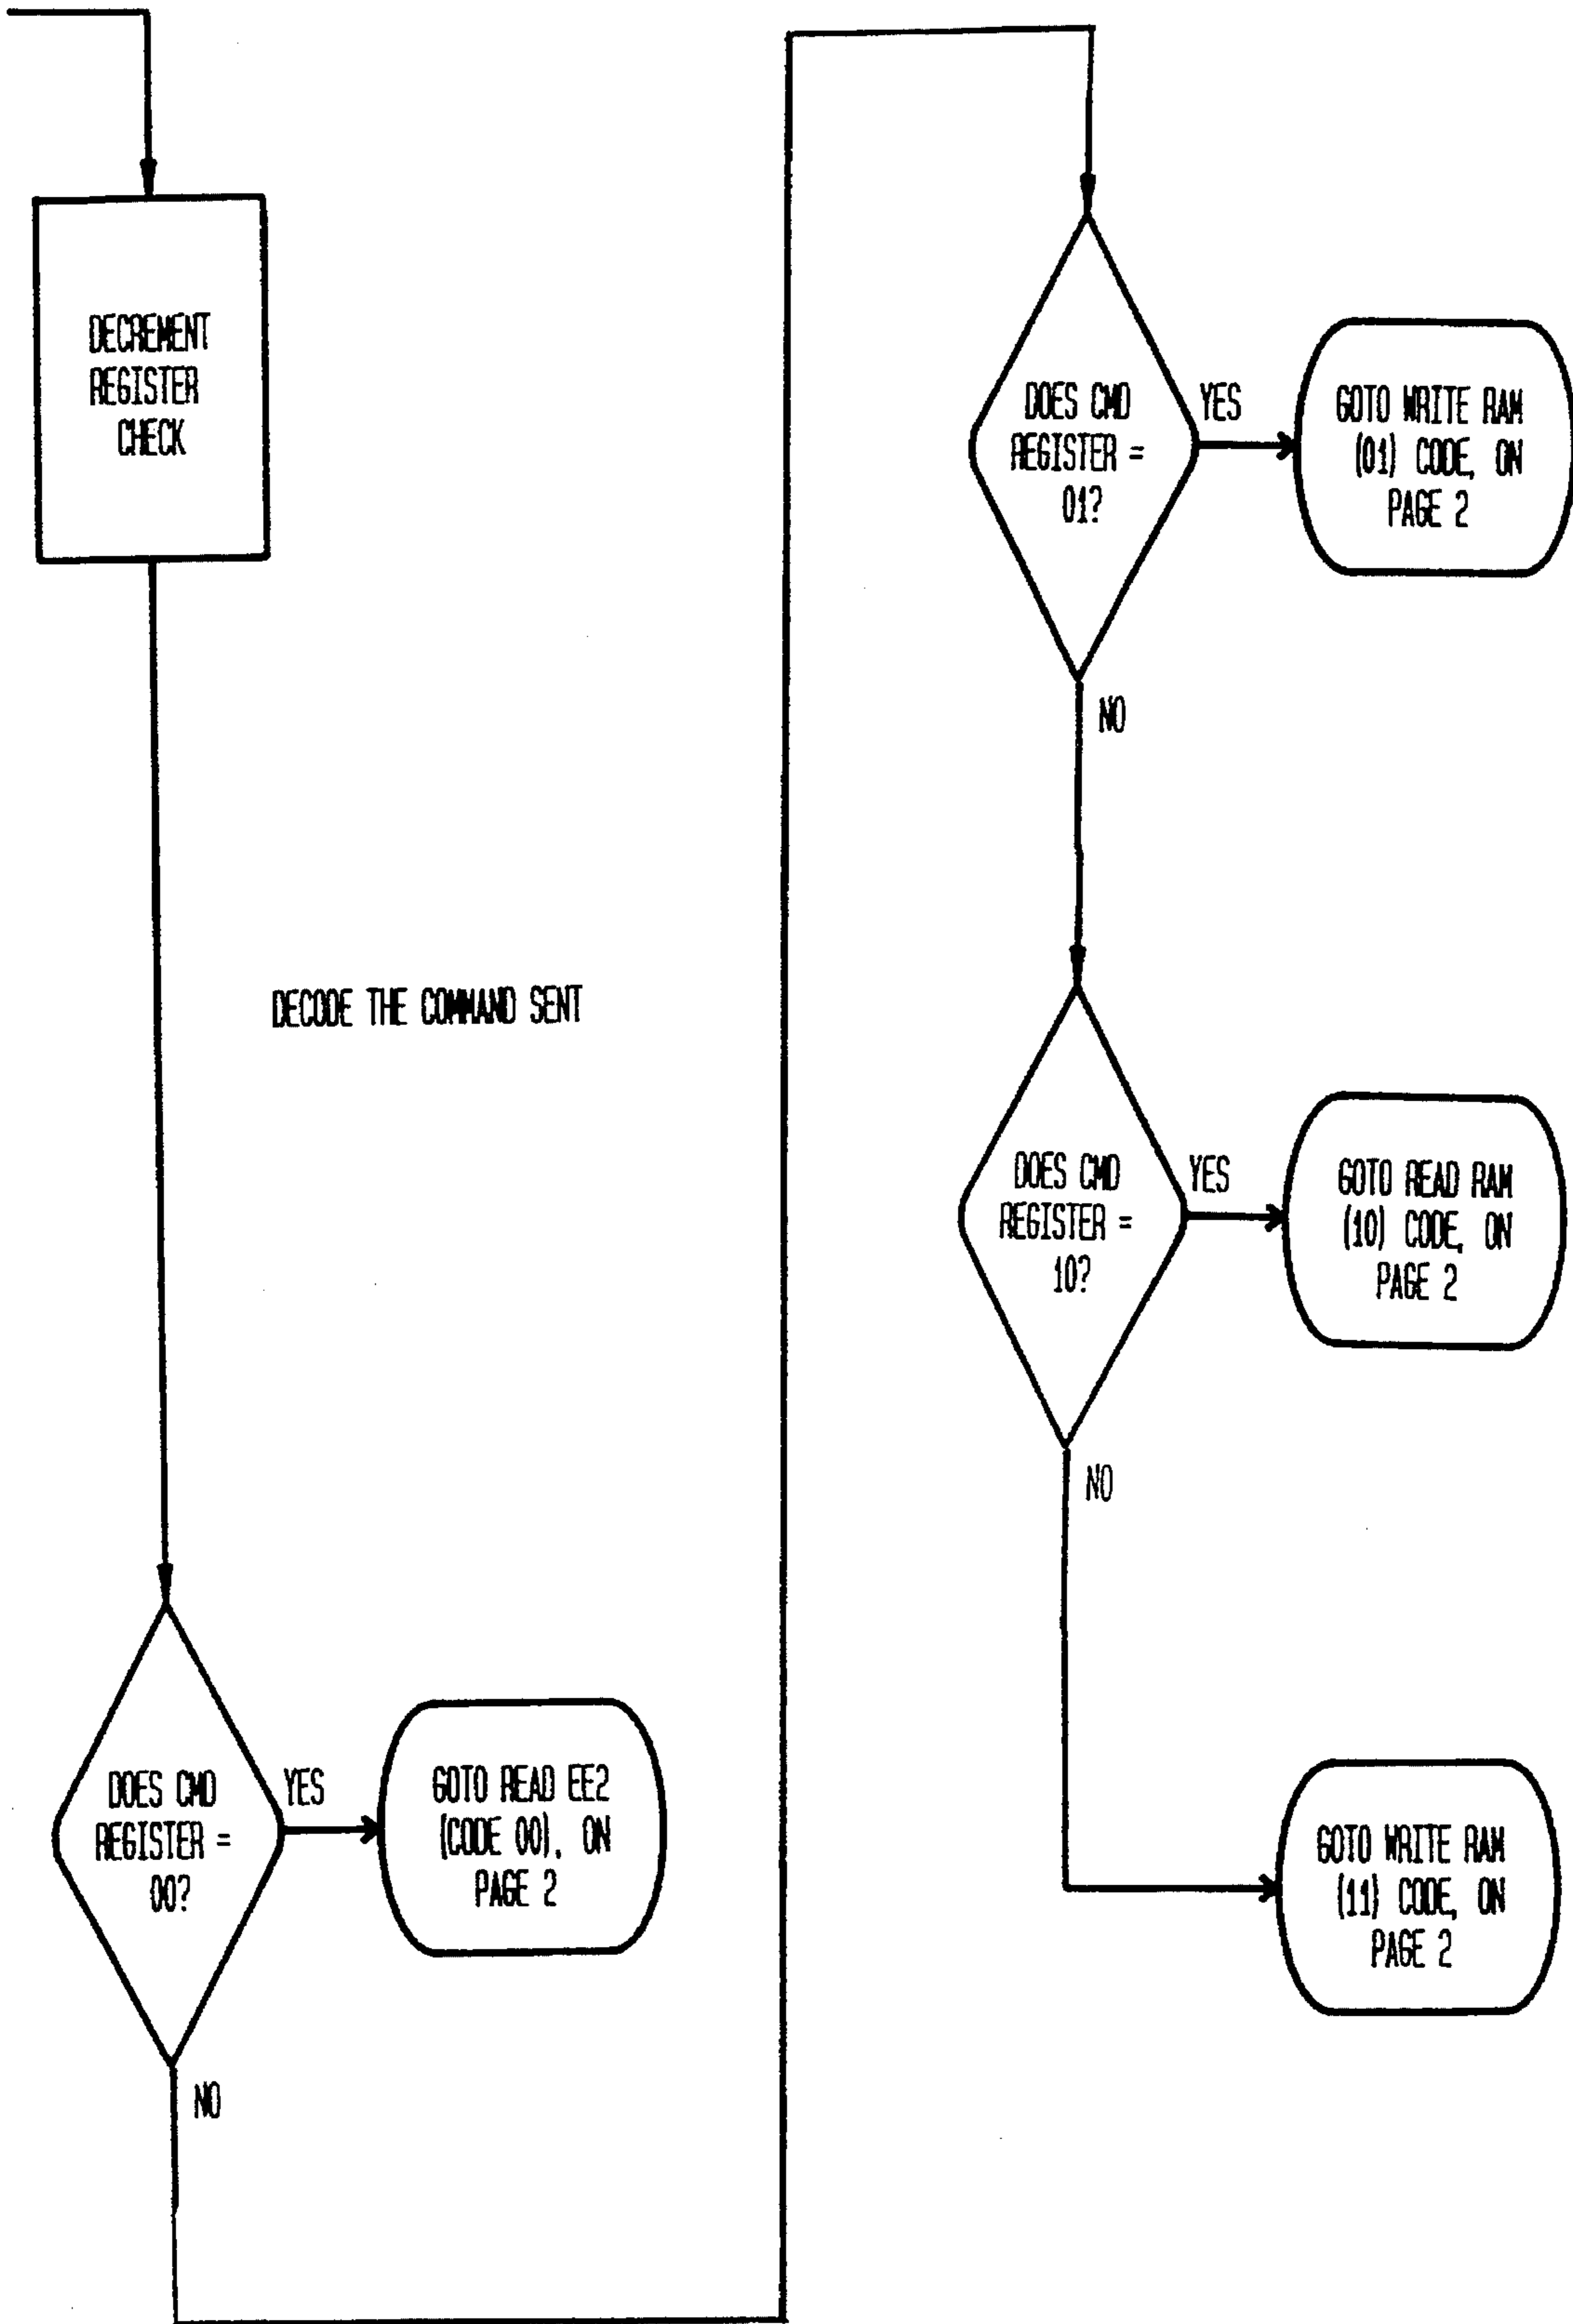 DECREMENT
REGISTER
CHECK
DECODE THE COMMAND SENT
DOES CMD
REGISTER =
00?
YES
GOTO READ EE2
(CODE 00), ON
PAGE 2
NO
DOES CMD
REGISTER =
01?
YES
GOTO WRITE RAM
(01) CODE, ON
PAGE 2
NO
DOES CMD
REGISTER =
10?
YES
GOTO READ RAM
(10) CODE, ON
PAGE 2
NO
GOTO WRITE RAM
(11) CODE, ON
PAGE 2